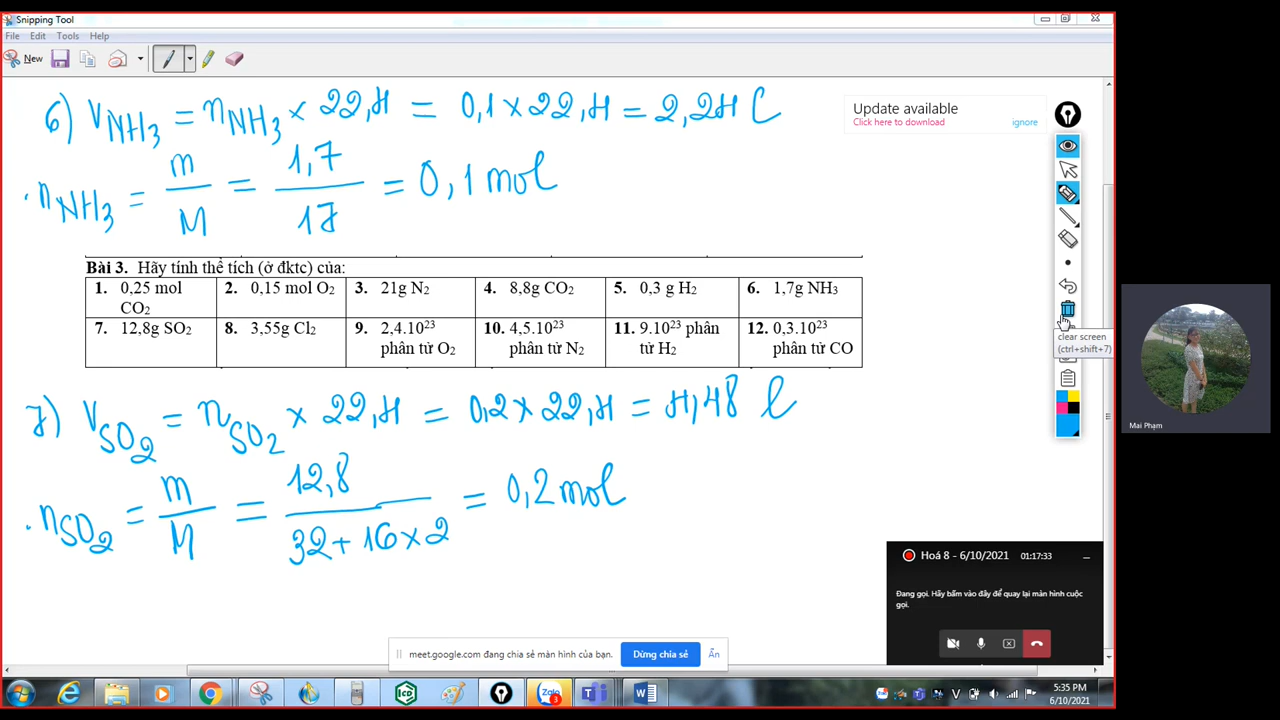 Snipping Tool
File Edit Tools Help
New
6) V_NH3 = n_NH3 × 22,4 = 0,1 × 22,4 = 2,24 l
. n_NH3 = m/M = 1,7/17 = 0,1 mol
Update available
Click here to download ignore
Bài 3. Hãy tính thể tích (ở đktc) của:
1. 0,25 mol CO₂
2. 0,15 mol O₂
3. 21g N₂
4. 8,8g CO₂
5. 0,3 g H₂
6. 1,7g NH₃
7. 12,8g SO₂
8. 3,55g Cl₂
9. 2,4.10²³ phân tử O₂
10. 4,5.10²³ phân tử N₂
11. 9.10²³ phân tử H₂
12. 0,3.10²³ phân tử CO
clear screen
(ctrl+shift+7)
7) V_SO2 = n_SO2 × 22,4 = 0,2 × 22,4 = 4,48 l
. n_SO2 = m/M = 12,8/(32+16×2) = 0,2 mol
Mai Phạm
Hoá 8 - 6/10/2021 01:17:33
Đang gọi. Hãy bấm vào đây để quay lại màn hình cuộc
gọi.
meet.google.com đang chia sẻ màn hình của bạn. Dừng chia sẻ Ẩn
5:35 PM
6/10/2021